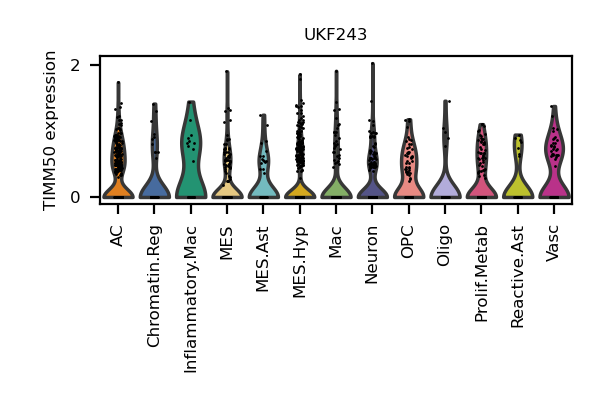 UKF243
TIMM50 expression
2
0
AC
Chromatin.Reg
Inflammatory.Mac
MES
MES.Ast
MES.Hyp
Mac
Neuron
OPC
Oligo
Prolif.Metab
Reactive.Ast
Vasc